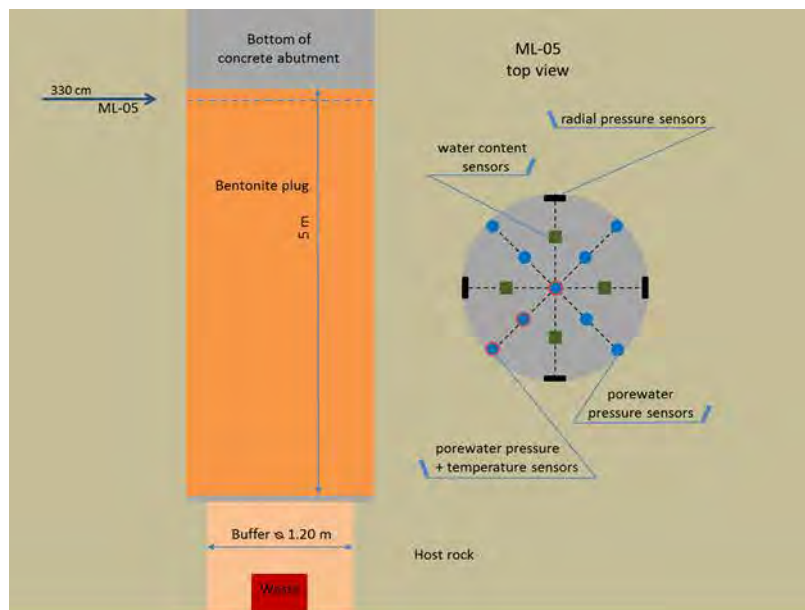 Bottom of
concrete abutment
330 cm
ML-05
Bentonite plug
5 m
Buffer ⌀ 1.20 m
Waste
Host rock
ML-05
top view
radial pressure sensors
water content
sensors
porewater
pressure sensors
porewater pressure
+ temperature sensors